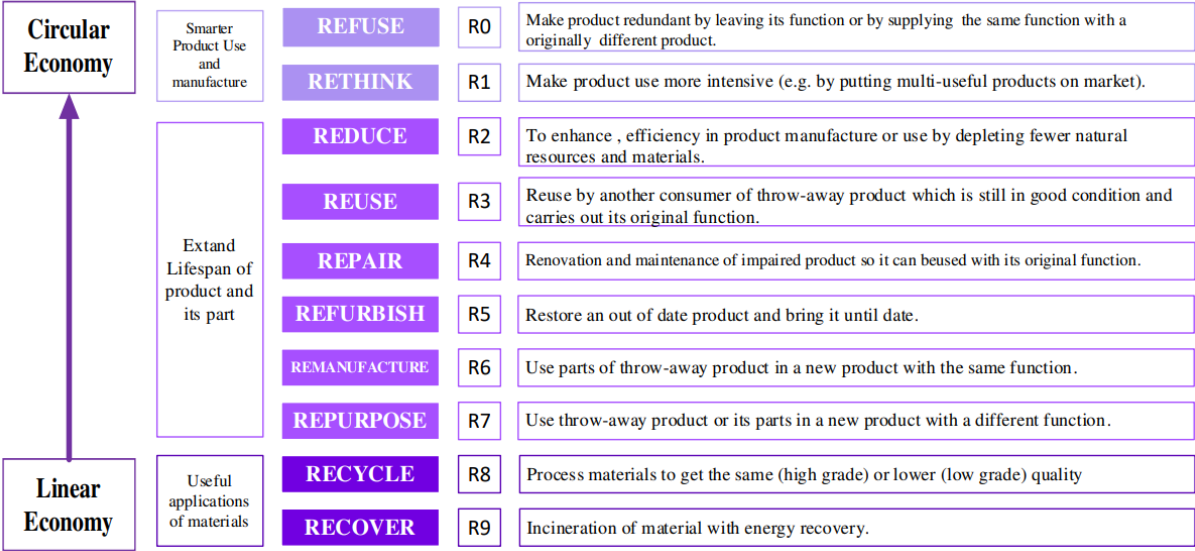 Circular
Economy
Smarter
Product Use
and
manufacture
REFUSE
R0
Make product redundant by leaving its function or by supplying the same function with a
originally different product.
RETHINK
R1
Make product use more intensive (e.g. by putting multi-useful products on market).
Extand
Lifespan of
product and
its part
REDUCE
R2
To enhance , efficiency in product manufacture or use by depleting fewer natural
resources and materials.
REUSE
R3
Reuse by another consumer of throw-away product which is still in good condition and
carries out its original function.
REPAIR
R4
Renovation and maintenance of impaired product so it can beused with its original function.
REFURBISH
R5
Restore an out of date product and bring it until date.
REMANUFACTURE
R6
Use parts of throw-away product in a new product with the same function.
REPURPOSE
R7
Use throw-away product or its parts in a new product with a different function.
Linear
Economy
Useful
applications
of materials
RECYCLE
R8
Process materials to get the same (high grade) or lower (low grade) quality
RECOVER
R9
Incineration of material with energy recovery.